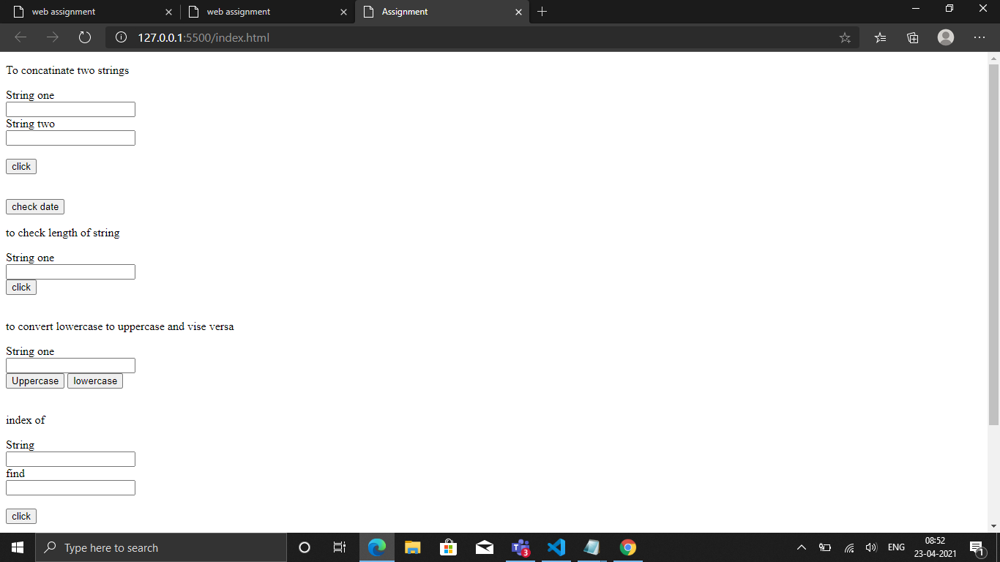 web assignment
web assignment
Assignment
127.0.0.1:5500/index.html
To concatinate two strings
String one
String two
click
check date
to check length of string
String one
click
to convert lowercase to uppercase and vise versa
String one
Uppercase lowercase
index of
String
find
click
Type here to search
3
ENG
08:52
23-04-2021
1